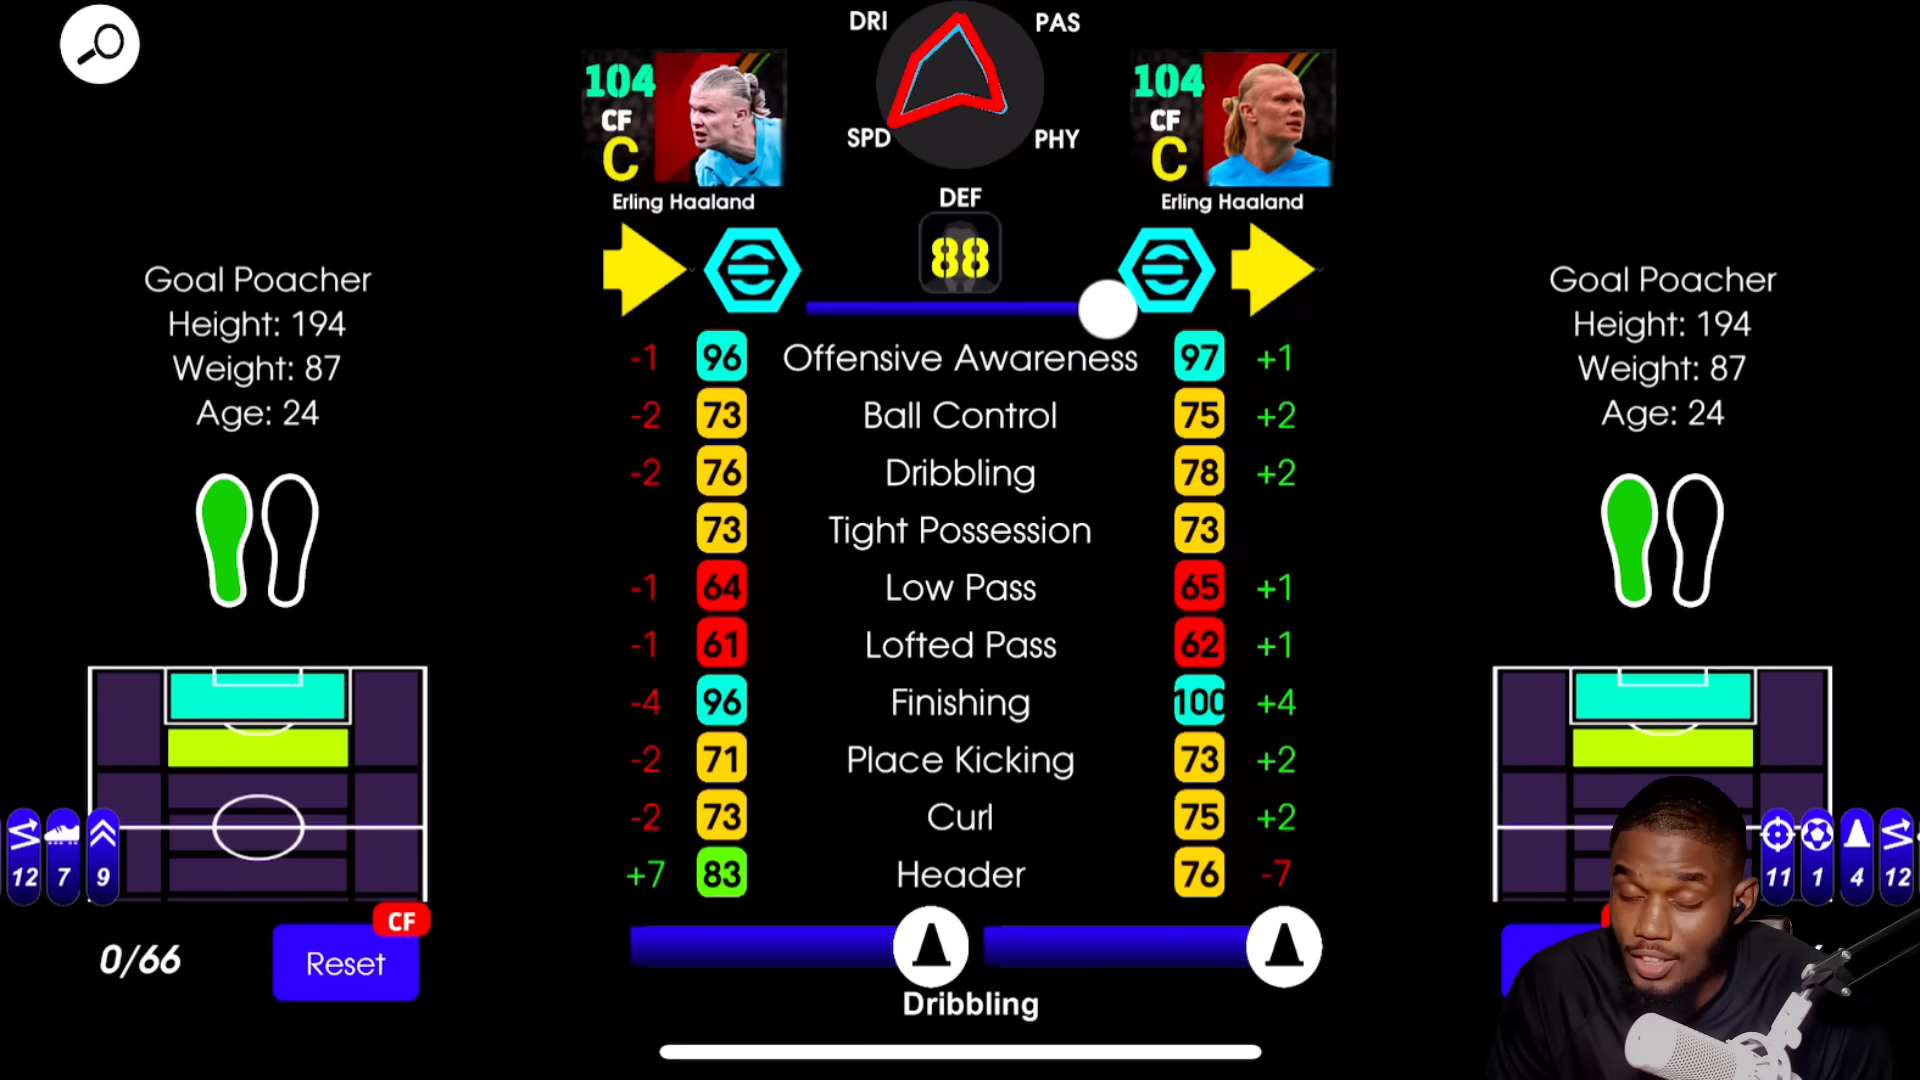 DRI
PAS
104
CF
C
Erling Haaland
104
CF
C
Erling Haaland
SPD
PHY
DEF
88
Goal Poacher
Height: 194
Weight: 87
Age: 24
Goal Poacher
Height: 194
Weight: 87
Age: 24
-1 96 Offensive Awareness 97 +1
-2 73 Ball Control 75 +2
-2 76 Dribbling 78 +2
73 Tight Possession 73
-1 64 Low Pass 65 +1
-1 61 Lofted Pass 62 +1
-4 96 Finishing 100 +4
-2 71 Place Kicking 73 +2
-2 73 Curl 75 +2
+7 83 Header 76 -7
12 7 9
11 1 4 12
CF
0/66
Reset
Dribbling